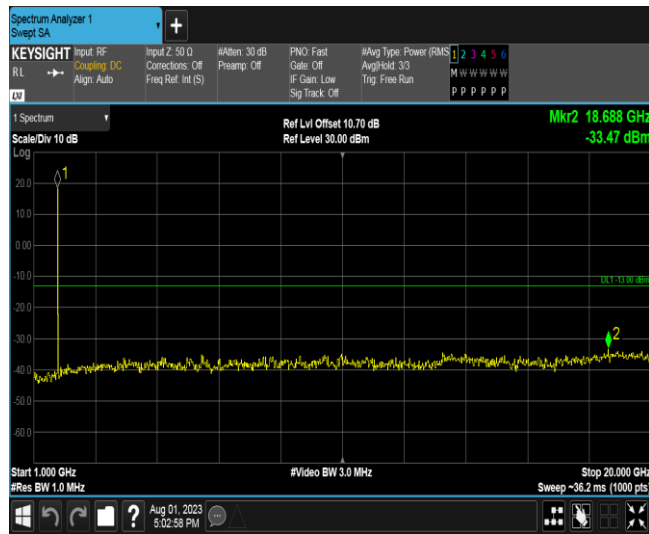 Spectrum Analyzer 1
Swept SA
+
KEYSIGHT
RL
LXI
Input: RF
Coupling: DC
Align: Auto
Input Z: 50 Ω
Corrections: Off
Freq Ref: Int (S)
#Atten: 30 dB
Preamp: Off
PNO: Fast
Gate: Off
IF Gain: Low
Sig Track: Off
#Avg Type: Power (RMS
Avg|Hold: 3/3
Trig: Free Run
1 2 3 4 5 6
M W W W W W
P P P P P P
1 Spectrum
Scale/Div 10 dB
Log
Ref Lvl Offset 10.70 dB
Ref Level 30.00 dBm
Mkr2 18.688 GHz
-33.47 dBm
1
20.0
10.0
0.00
-10.0
DL1 -13.00 dBm
-20.0
-30.0
2
-40.0
-50.0
-60.0
Start 1.000 GHz
#Res BW 1.0 MHz
#Video BW 3.0 MHz
Stop 20.000 GHz
Sweep ~36.2 ms (1000 pts)
?
Aug 01, 2023
5:02:58 PM